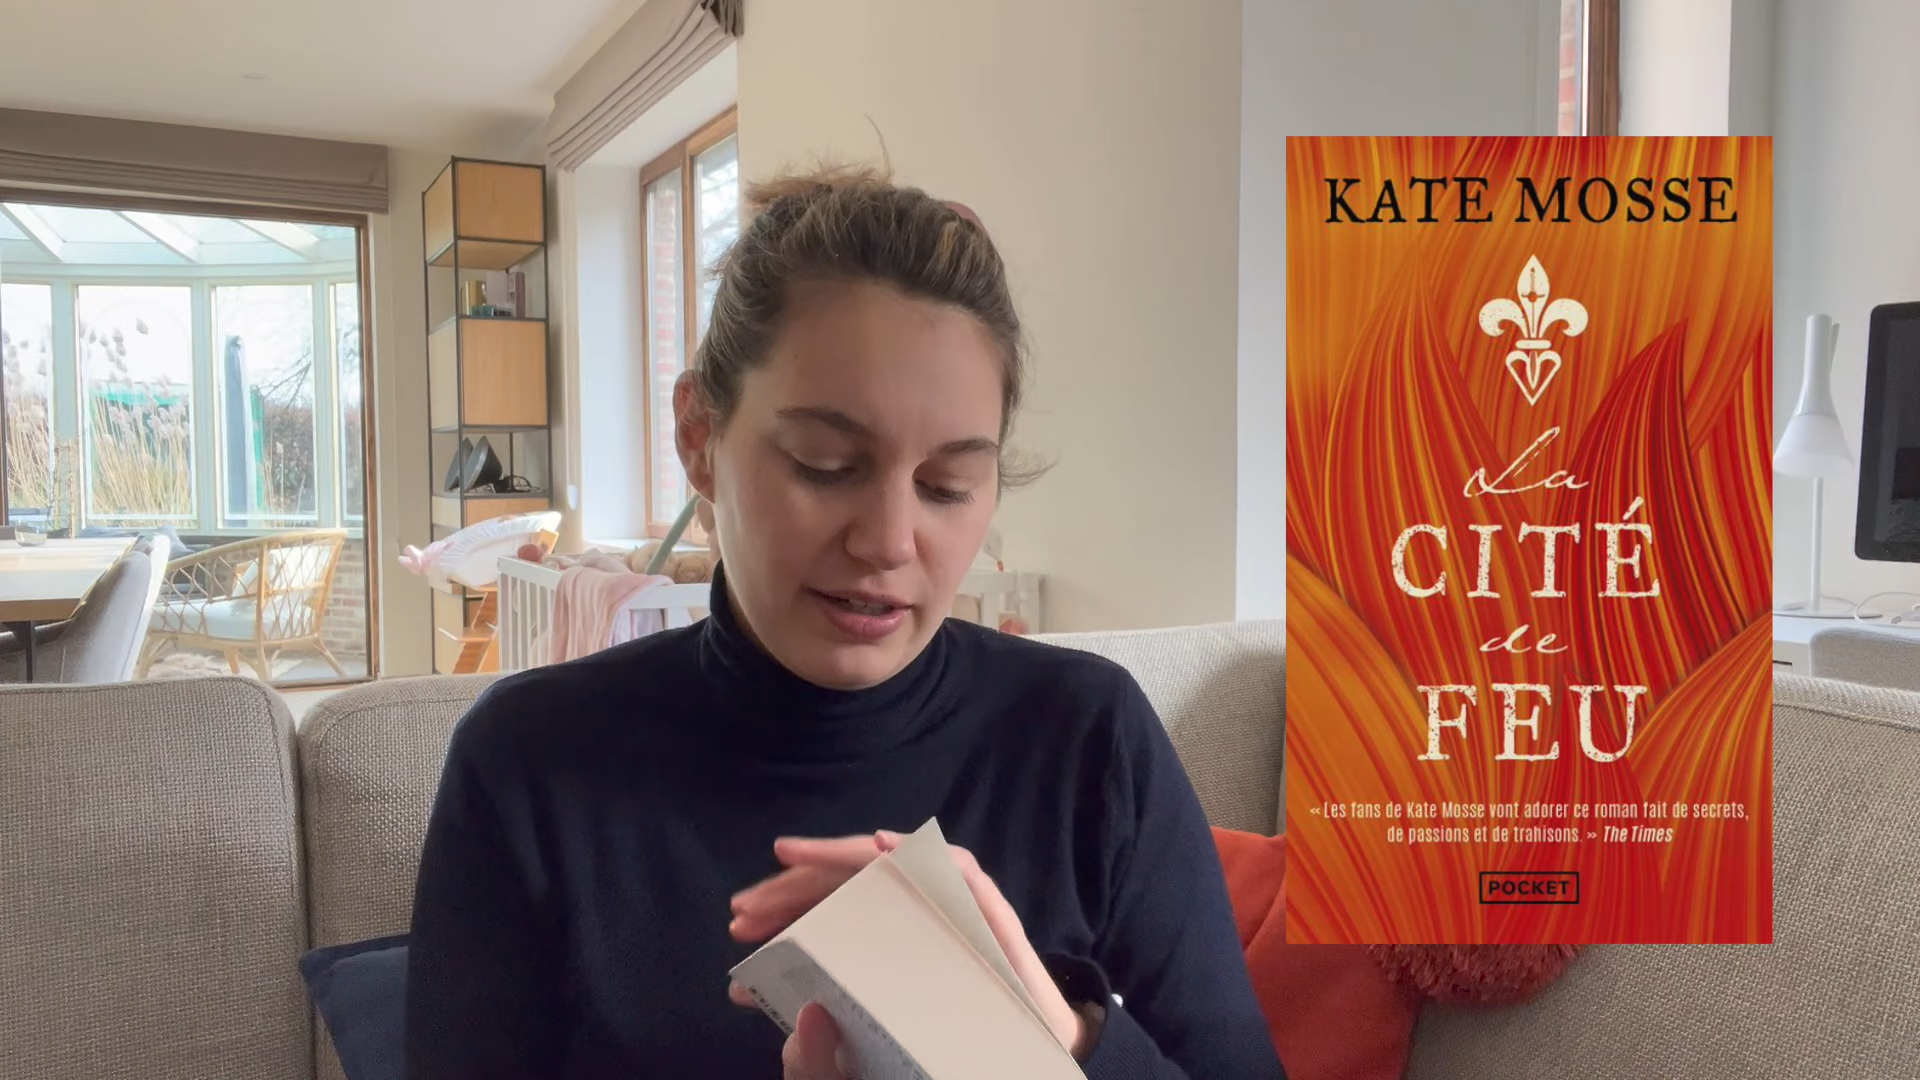 KATE MOSSE
La
CITÉ
de
FEU
« Les fans de Kate Mosse vont adorer ce roman fait de secrets,
de passions et de trahisons. » The Times
POCKET